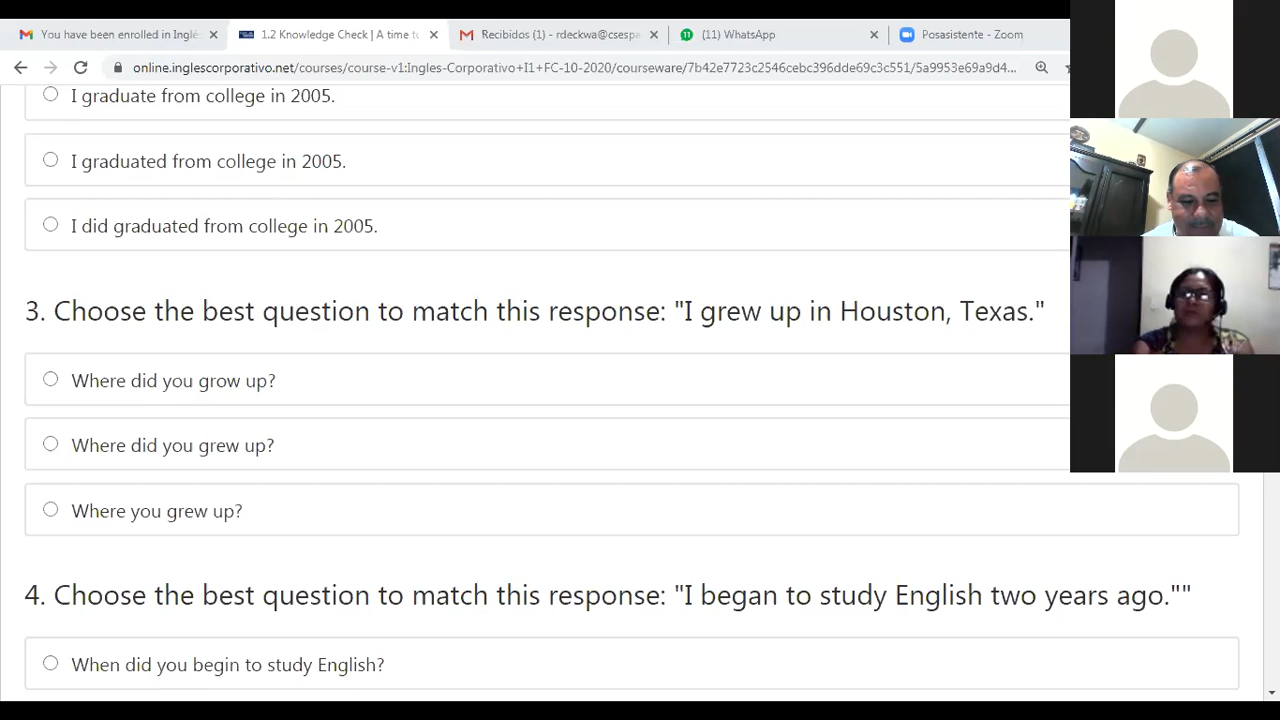 You have been enrolled in Inglé
1.2 Knowledge Check | A time to
Recibidos (1) - rdeckwa@csespa
(11) WhatsApp
Posasistente - Zoom
online.inglescorporativo.net/courses/course-v1:Ingles-Corporativo+I1+FC-10-2020/courseware/7b42e7723c2546cebc396dde69c3c551/5a9953e69a9d4...
I graduate from college in 2005.
I graduated from college in 2005.
I did graduated from college in 2005.
3. Choose the best question to match this response: "I grew up in Houston, Texas."
Where did you grow up?
Where did you grew up?
Where you grew up?
4. Choose the best question to match this response: "I began to study English two years ago.""
When did you begin to study English?